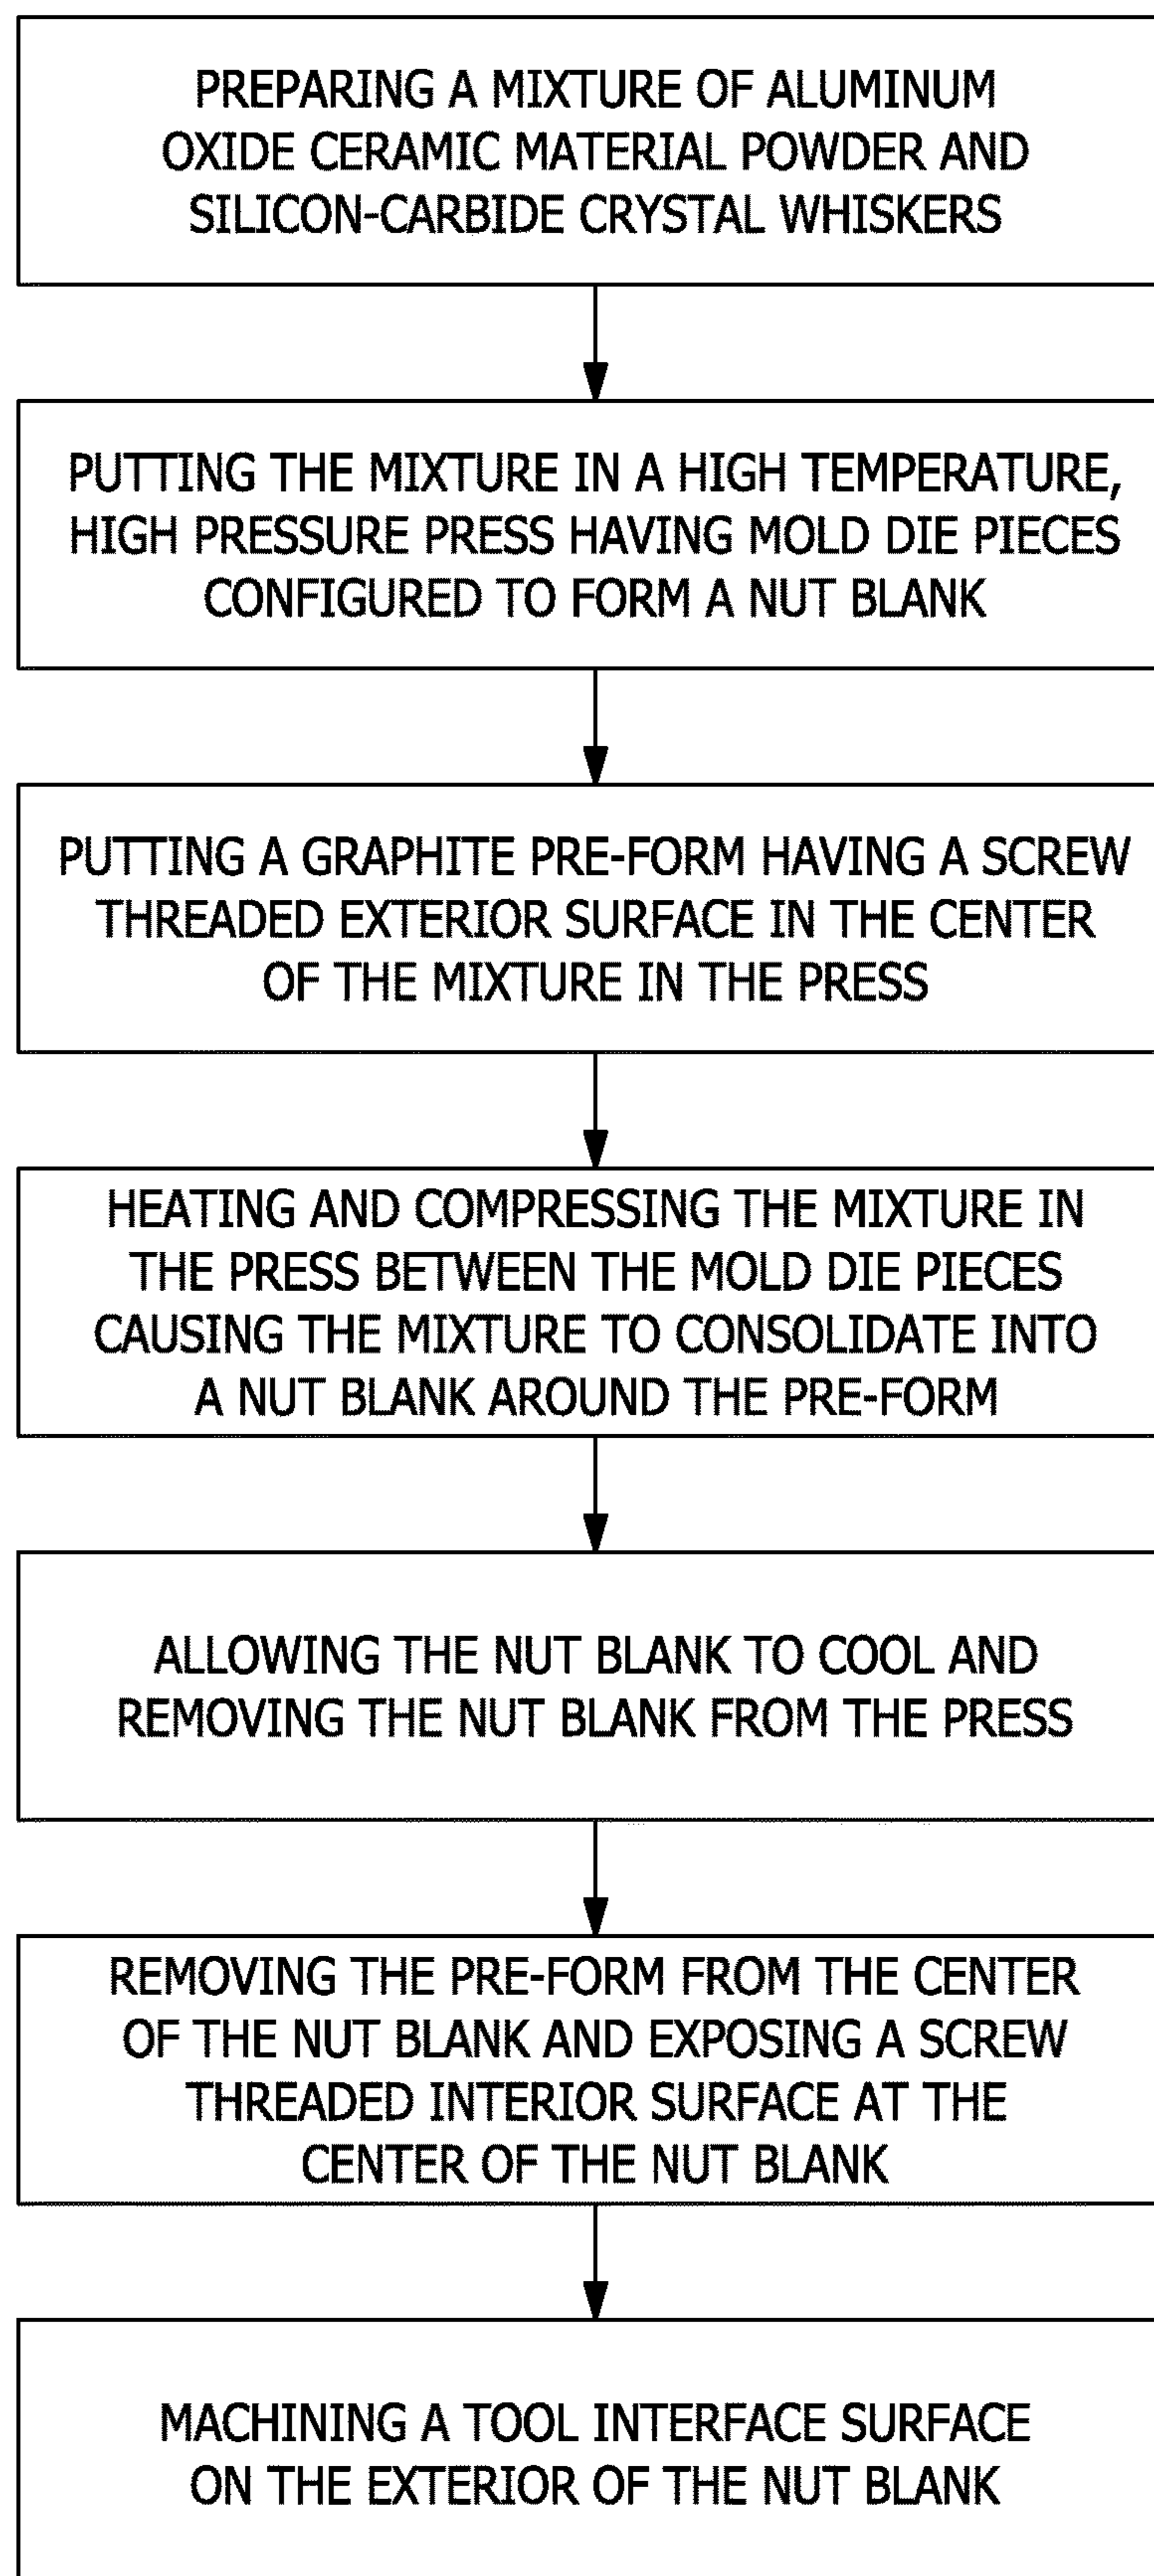 PREPARING A MIXTURE OF ALUMINUM
OXIDE CERAMIC MATERIAL POWDER AND
SILICON-CARBIDE CRYSTAL WHISKERS
PUTTING THE MIXTURE IN A HIGH TEMPERATURE,
HIGH PRESSURE PRESS HAVING MOLD DIE PIECES
CONFIGURED TO FORM A NUT BLANK
PUTTING A GRAPHITE PRE-FORM HAVING A SCREW
THREADED EXTERIOR SURFACE IN THE CENTER
OF THE MIXTURE IN THE PRESS
HEATING AND COMPRESSING THE MIXTURE IN
THE PRESS BETWEEN THE MOLD DIE PIECES
CAUSING THE MIXTURE TO CONSOLIDATE INTO
A NUT BLANK AROUND THE PRE-FORM
ALLOWING THE NUT BLANK TO COOL AND
REMOVING THE NUT BLANK FROM THE PRESS
REMOVING THE PRE-FORM FROM THE CENTER
OF THE NUT BLANK AND EXPOSING A SCREW
THREADED INTERIOR SURFACE AT THE
CENTER OF THE NUT BLANK
MACHINING A TOOL INTERFACE SURFACE
ON THE EXTERIOR OF THE NUT BLANK